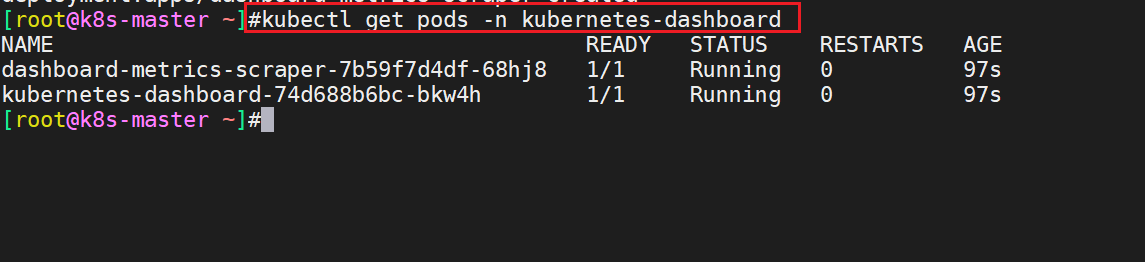 deployment.apps/dashboard-metrics-scraper created
[root@k8s-master ~]#kubectl get pods -n kubernetes-dashboard
NAME                                         READY   STATUS    RESTARTS   AGE
dashboard-metrics-scraper-7b59f7d4df-68hj8   1/1     Running   0          97s
kubernetes-dashboard-74d688b6bc-bkw4h        1/1     Running   0          97s
[root@k8s-master ~]#